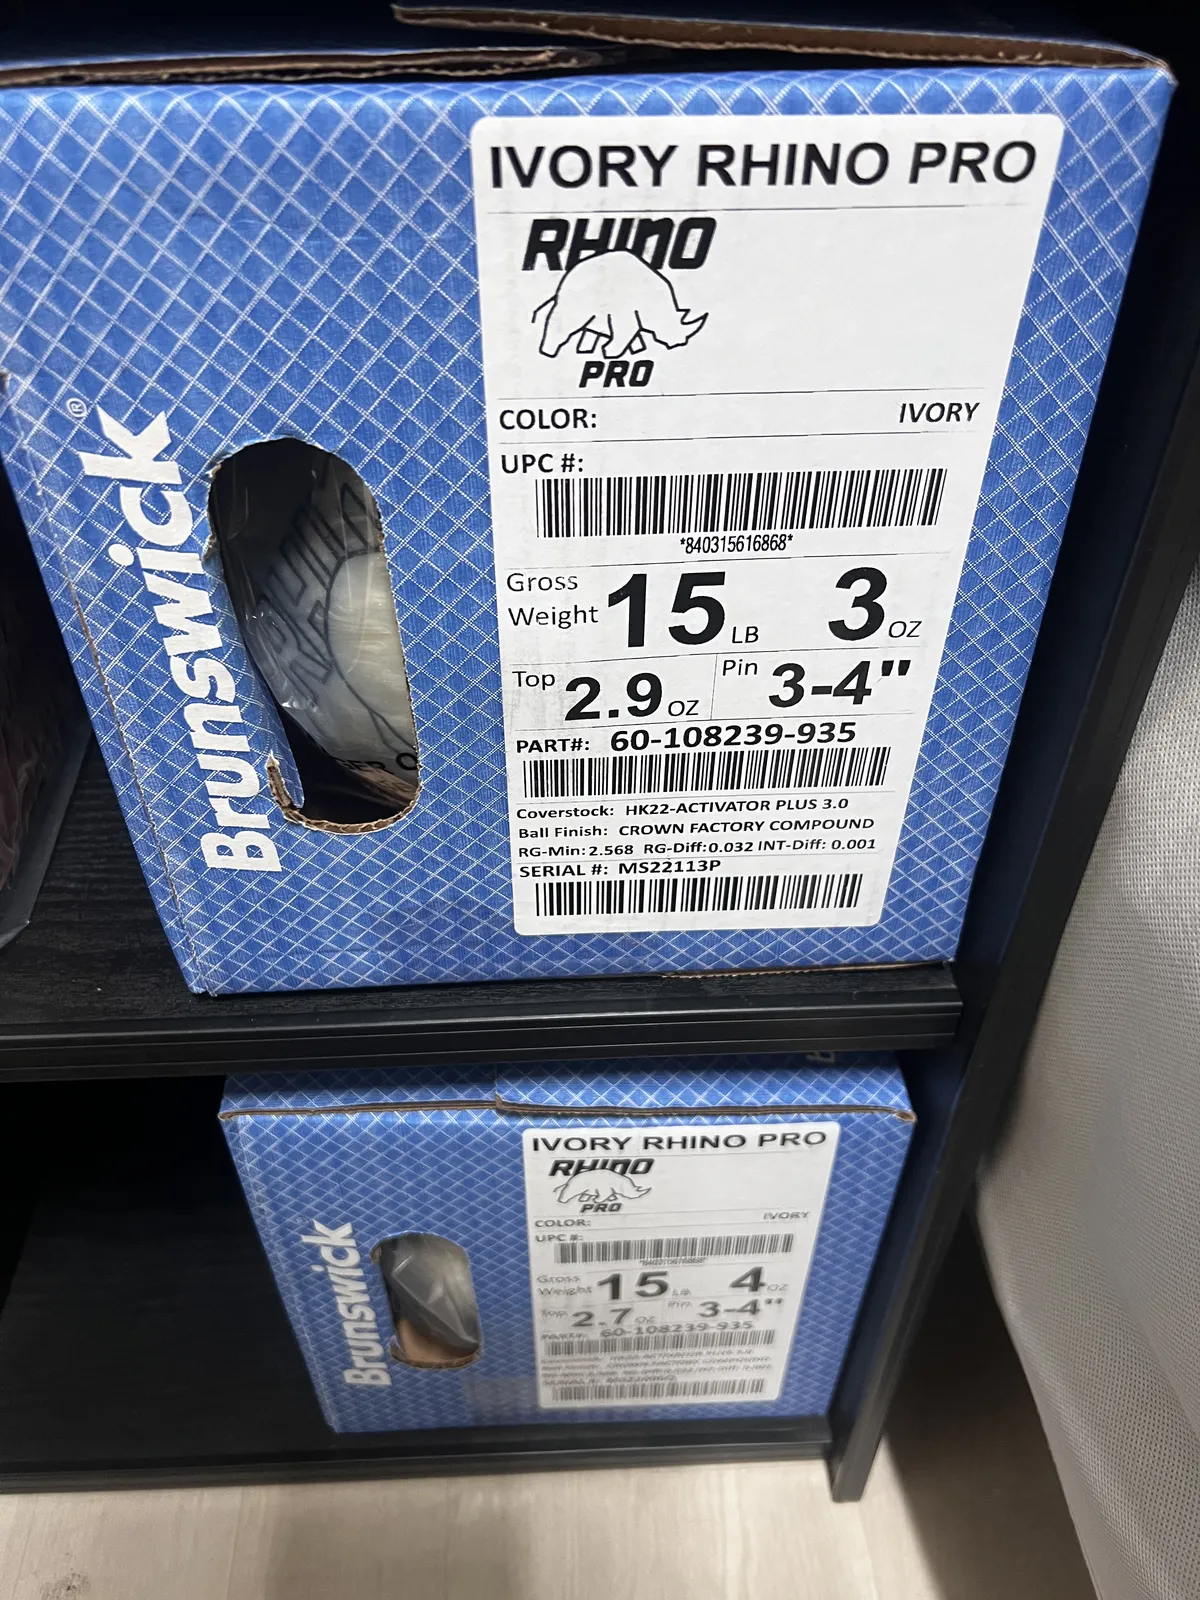 IVORY RHINO PRO
RHINO
PRO
COLOR: IVORY
UPC #:
*840315616868*
Gross Weight 15 LB 3 OZ
Top 2.9 OZ Pin 3-4"
PART#: 60-108239-935
Coverstock: HK22-ACTIVATOR PLUS 3.0
Ball Finish: CROWN FACTORY COMPOUND
RG-Min: 2.568 RG-Diff: 0.032 INT-Diff: 0.001
SERIAL #: MS22113P
Brunswick®
IVORY RHINO PRO
RHINO
PRO
COLOR: IVORY
UPC #:
Gross Weight 15 LB 4 OZ
Top 2.7 OZ Pin 3-4"
PART#: 60-108239-935
Brunswick